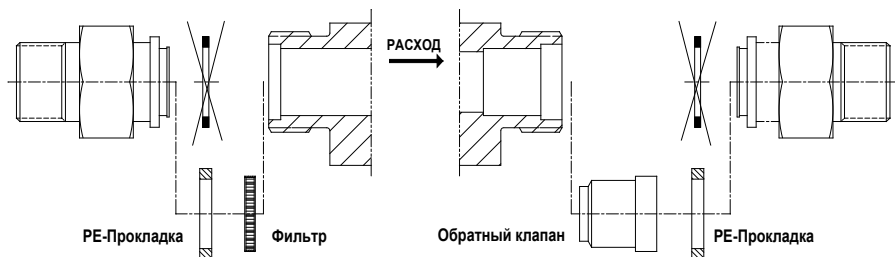 РАСХОД
PE-Прокладка
Фильтр
Обратный клапан
PE-Прокладка